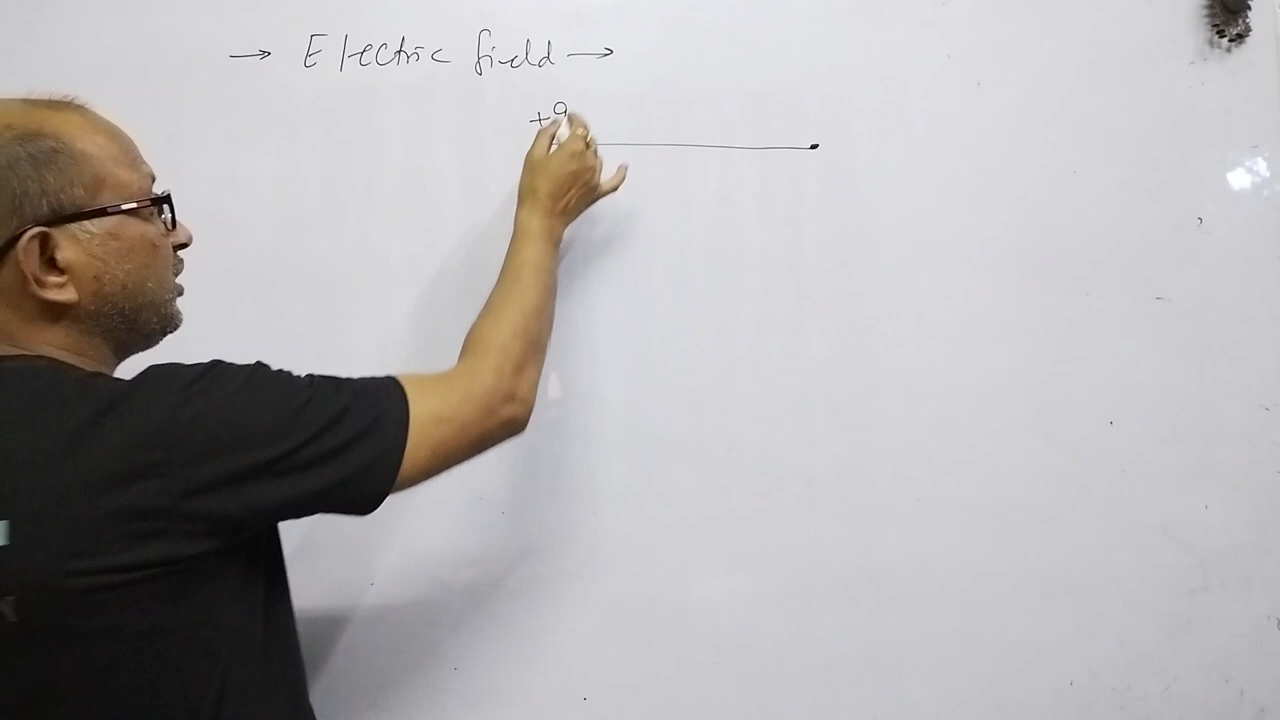 → Electric field →
+q